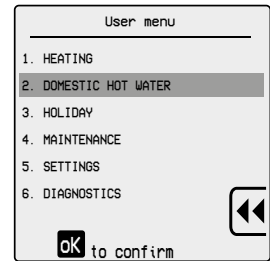 User menu
1. HEATING
2. DOMESTIC HOT WATER
3. HOLIDAY
4. MAINTENANCE
5. SETTINGS
6. DIAGNOSTICS
OK to confirm